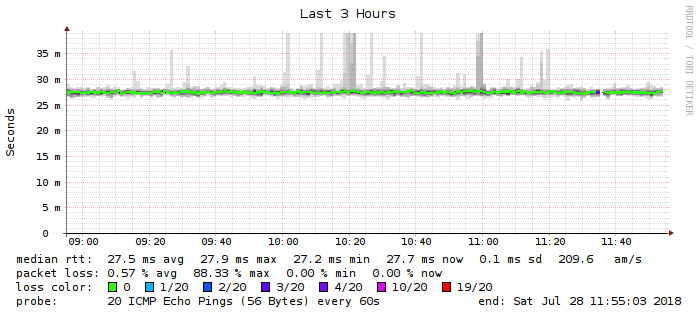 Last 3 Hours
RRDTOOL / TOBI OETIKER
Seconds
35 m
30 m
25 m
20 m
15 m
10 m
5 m
0
09:00 09:20 09:40 10:00 10:20 10:40 11:00 11:20 11:40
median rtt: 27.5 ms avg 27.9 ms max 27.2 ms min 27.7 ms now 0.1 ms sd 209.6 am/s
packet loss: 0.57 % avg 88.33 % max 0.00 % min 0.00 % now
loss color: 0 1/20 2/20 3/20 4/20 10/20 19/20
probe: 20 ICMP Echo Pings (56 Bytes) every 60s end: Sat Jul 28 11:55:03 2018